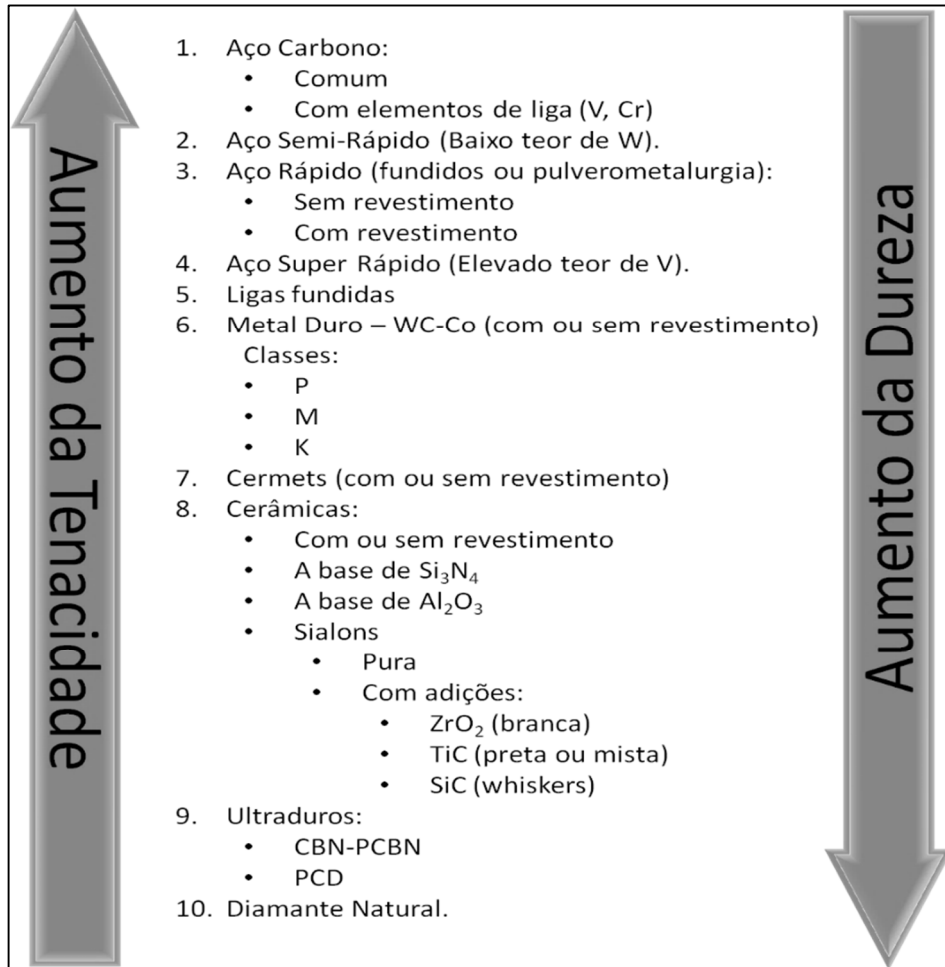 Aumento da Tenacidade
1. Aço Carbono:
• Comum
• Com elementos de liga (V, Cr)
2. Aço Semi-Rápido (Baixo teor de W).
3. Aço Rápido (fundidos ou pulverometalurgia):
• Sem revestimento
• Com revestimento
4. Aço Super Rápido (Elevado teor de V).
5. Ligas fundidas
6. Metal Duro – WC-Co (com ou sem revestimento)
Classes:
• P
• M
• K
7. Cermets (com ou sem revestimento)
8. Cerâmicas:
• Com ou sem revestimento
• A base de Si₃N₄
• A base de Al₂O₃
• Sialons
• Pura
• Com adições:
• ZrO₂ (branca)
• TiC (preta ou mista)
• SiC (whiskers)
9. Ultraduros:
• CBN-PCBN
• PCD
10. Diamante Natural.
Aumento da Dureza